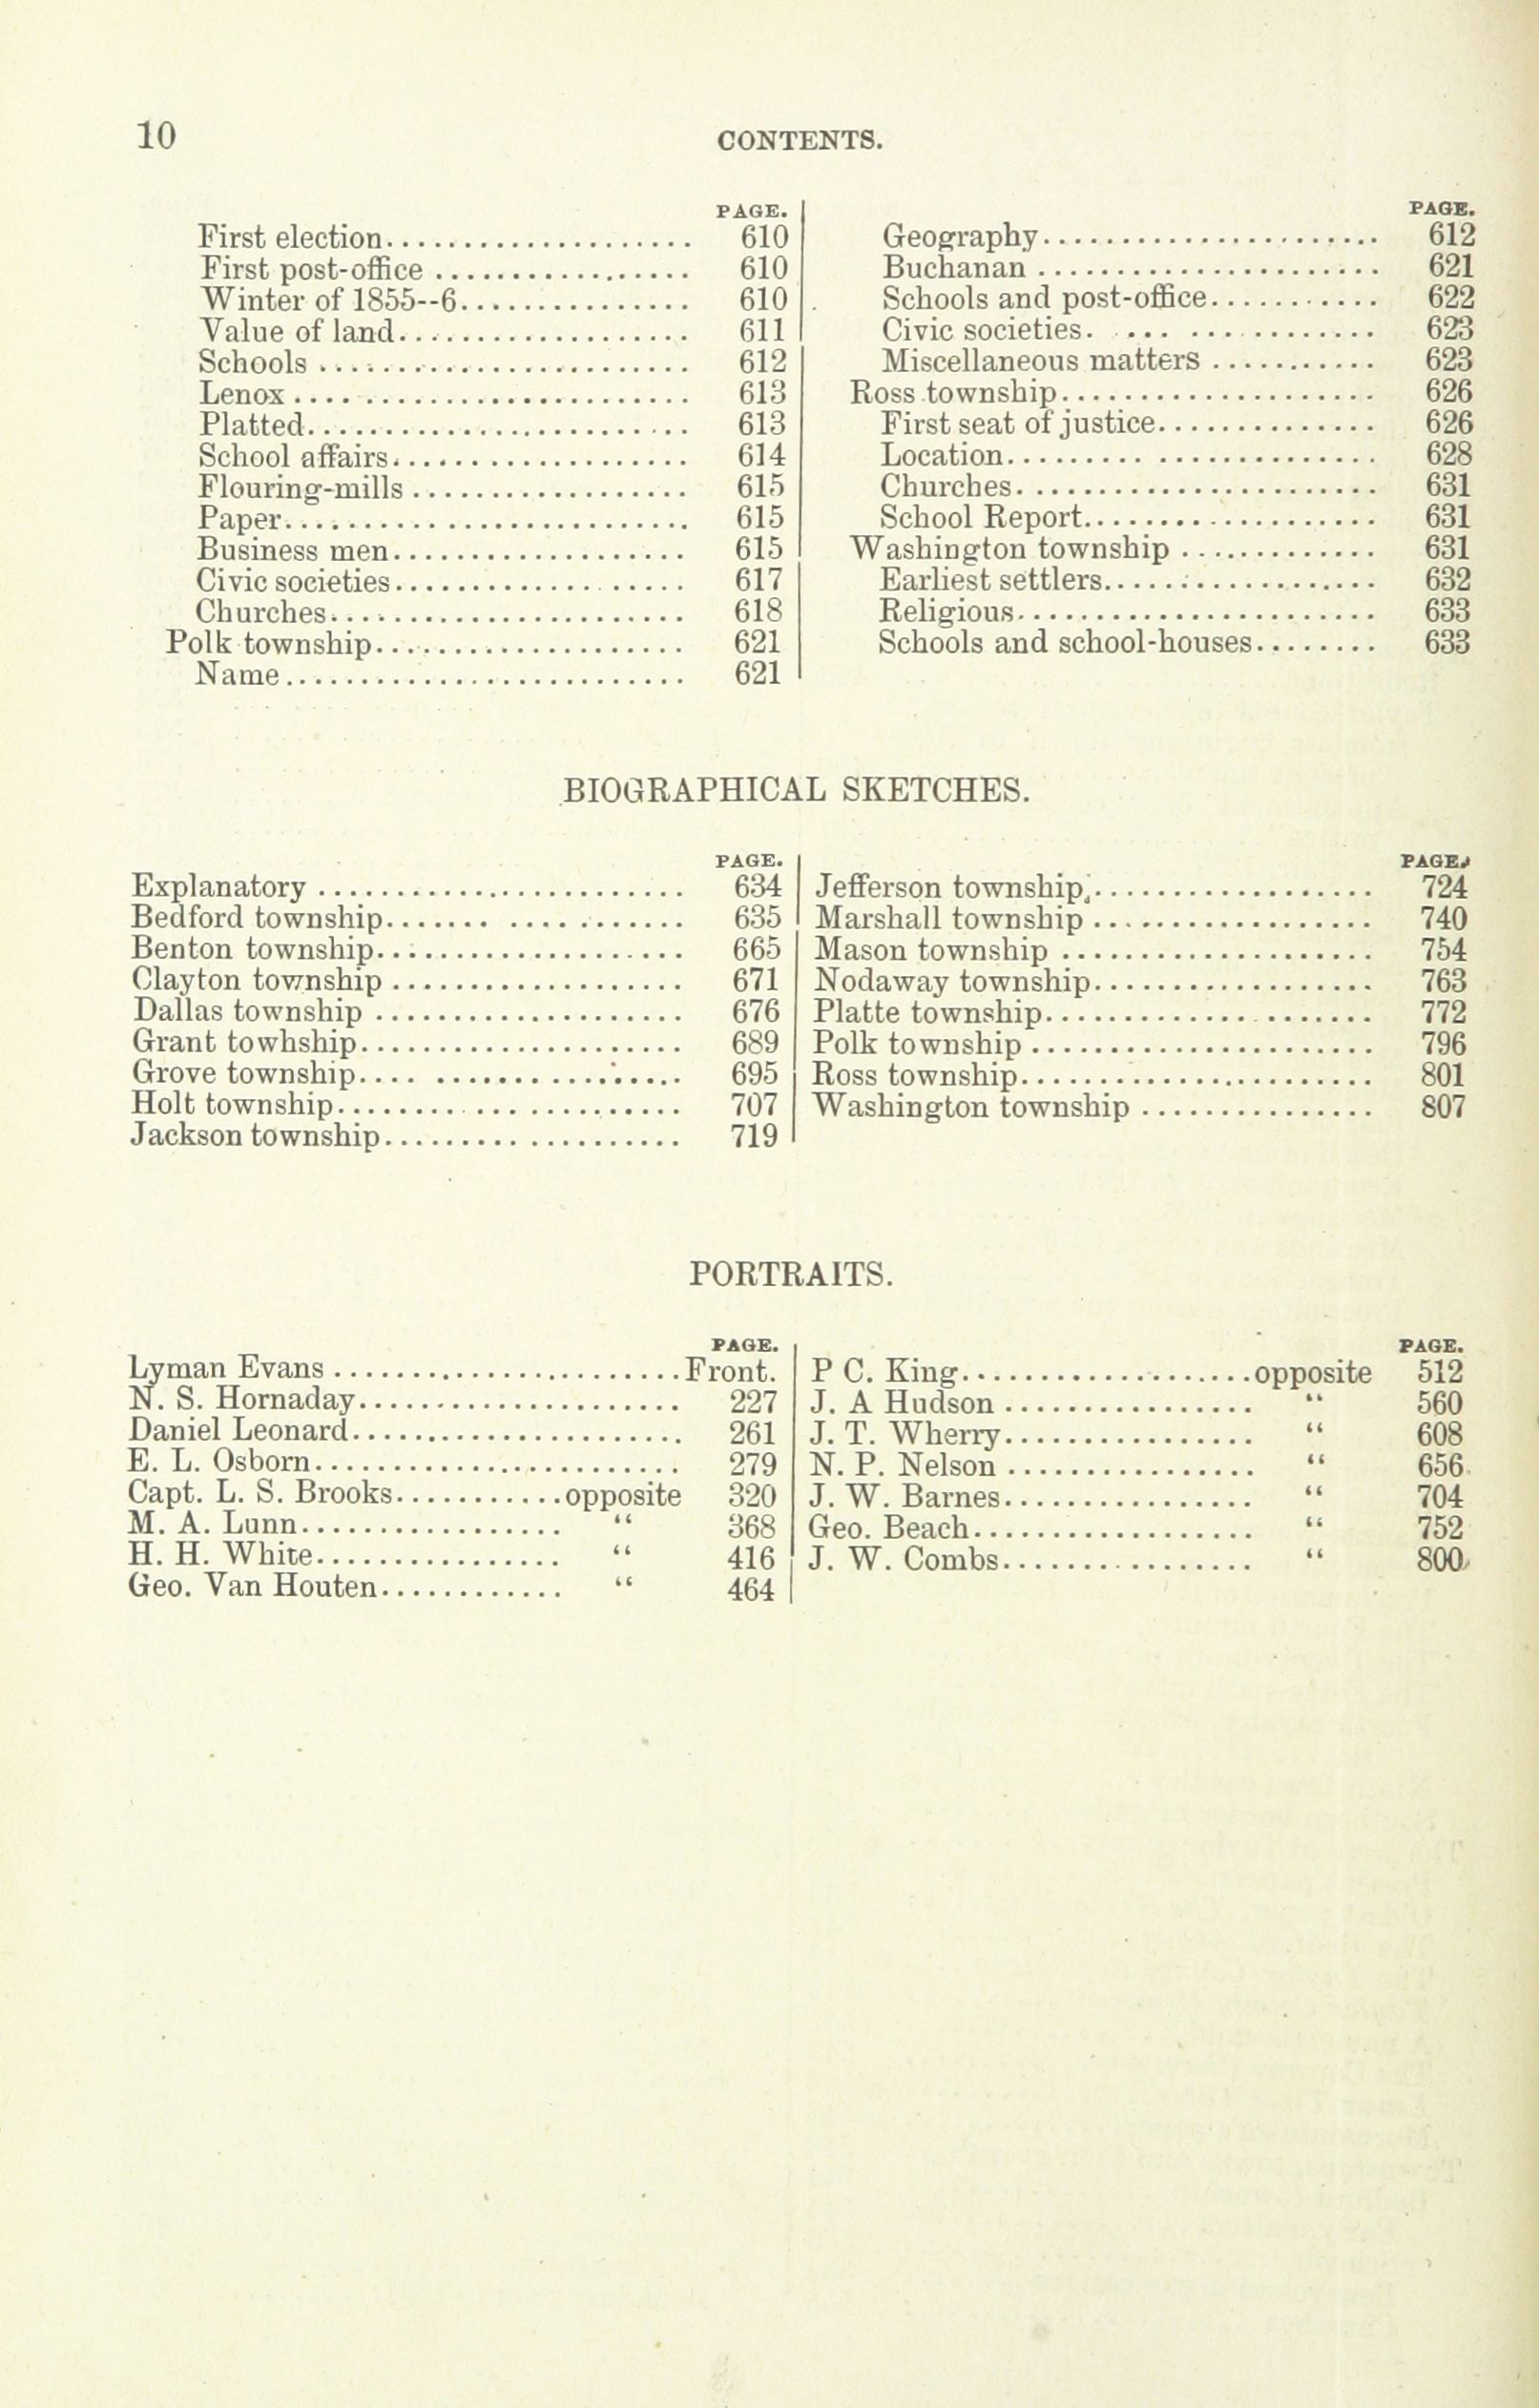 10
CONTENTS.
PAGE.
First election..................... 610
First post-office ................. 610
Winter of 1855--6............... 610
Value of land................... 611
Schools ........................ 612
Lenox.......................... 613
Platted......................... 613
School affairs................... 614
Flouring-mills .................. 615
Paper.......................... 615
Business men................... 615
Civic societies................... 617
Churches....................... 618
Polk township.................... 621
Name.......................... 621
PAGE.
Geography...................... 612
Buchanan ...................... 621
Schools and post-office........... 622
Civic societies. ... ............ 623
Miscellaneous matters ........... 623
Ross township.................... 626
First seat of justice.............. 626
Location........................ 628
Churches....................... 631
School Report................... 631
Washington township ............. 631
Earliest settlers.................. 632
Religious....................... 633
Schools and school-houses........ 633
BIOGRAPHICAL SKETCHES.
PAGE.
Explanatory ........................ 634
Bedford township................... 635
Benton township.................... 665
Clayton township ................... 671
Dallas township .................... 676
Grant towhship..................... 689
Grove township.... ................ 695
Holt township...................... 707
Jackson township................... 719
PAGE.
Jefferson township,.................. 724
Marshall township .................. 740
Mason township .................... 754
Nodaway township.................. 763
Platte township..................... 772
Polk township ...................... 796
Ross township....................... 801
Washington township ............... 807
PORTRAITS.
PAGE.
Lyman Evans .......................Front.
N. S. Hornaday..................... 227
Daniel Leonard...................... 261
E. L. Osborn........................ 279
Capt. L. S. Brooks...........opposite 320
M. A. Lunn................. “ 368
H. H. White................ “ 416
Geo. Van Houten............ “ 464
PAGE.
P C. King...................opposite 512
J. A Hudson ................ “ 560
J. T. Wherry................ “ 608
N. P. Nelson ................ “ 656
J. W. Barnes................ “ 704
Geo. Beach.................. “ 752
J. W. Combs................ “ 800